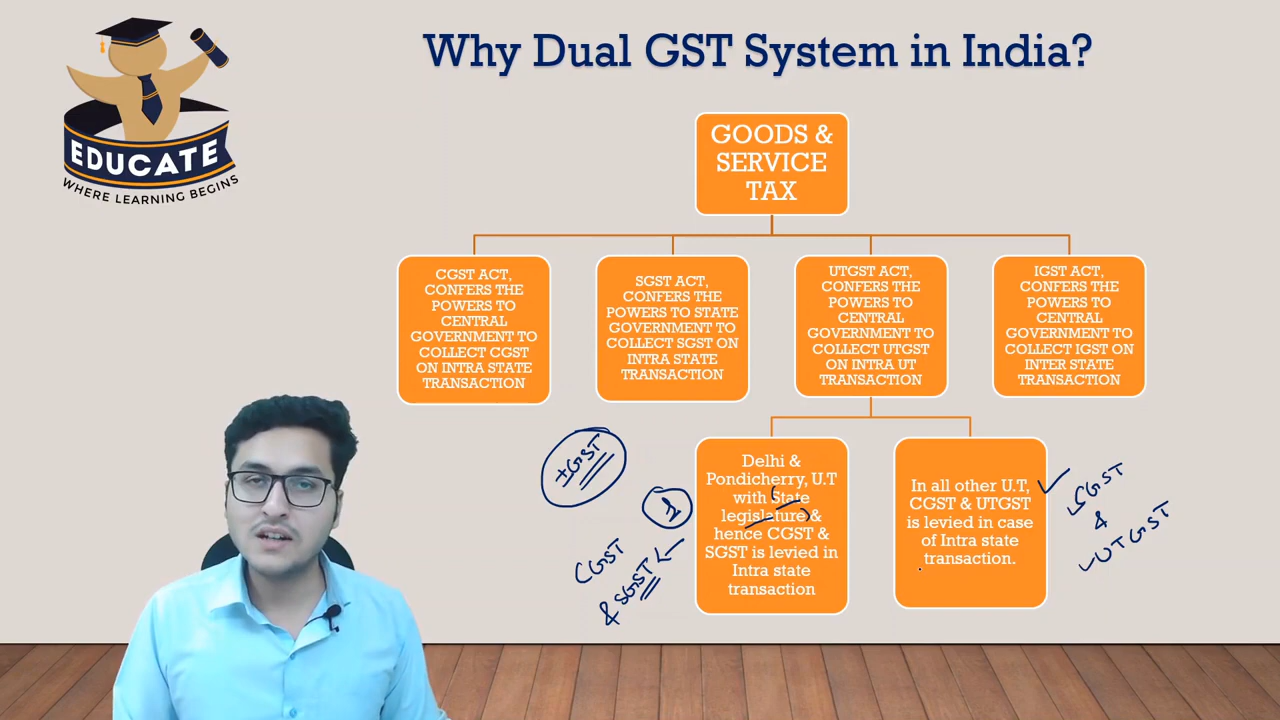 Why Dual GST System in India?
EDUCATE
WHERE LEARNING BEGINS
GOODS &
SERVICE
TAX
CGST ACT,
CONFERS THE
POWERS TO
CENTRAL
GOVERNMENT TO
COLLECT CGST
ON INTRA STATE
TRANSACTION
SGST ACT,
CONFERS THE
POWERS TO STATE
GOVERNMENT TO
COLLECT SGST ON
INTRA STATE
TRANSACTION
UTGST ACT,
CONFERS THE
POWERS TO
CENTRAL
GOVERNMENT TO
COLLECT UTGST
ON INTRA UT
TRANSACTION
IGST ACT,
CONFERS THE
POWERS TO
CENTRAL
GOVERNMENT TO
COLLECT IGST ON
INTER STATE
TRANSACTION
Delhi &
Pondicherry, U.T
with State
legislature &
hence CGST &
SGST is levied in
Intra state
transaction
In all other U.T,
CGST & UTGST
is levied in case
of Intra state
transaction.
IGST
CGST
& SGST
CGST
&
UTGST